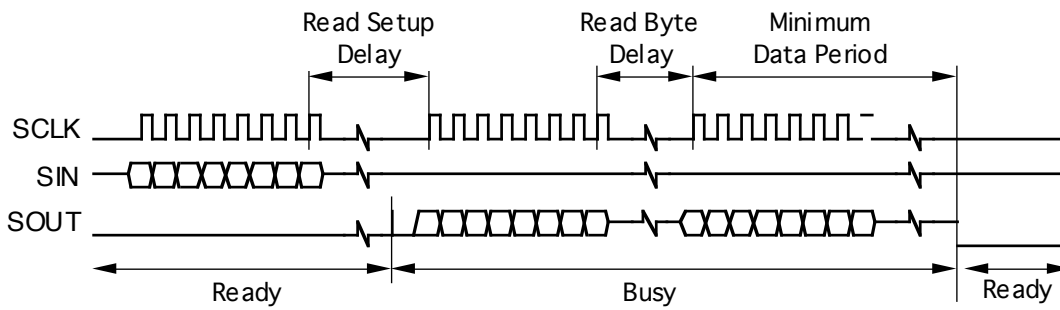 Read Setup
Delay
Read Byte
Delay
Minimum
Data Period
SCLK
SIN
SOUT
Ready
Busy
Ready